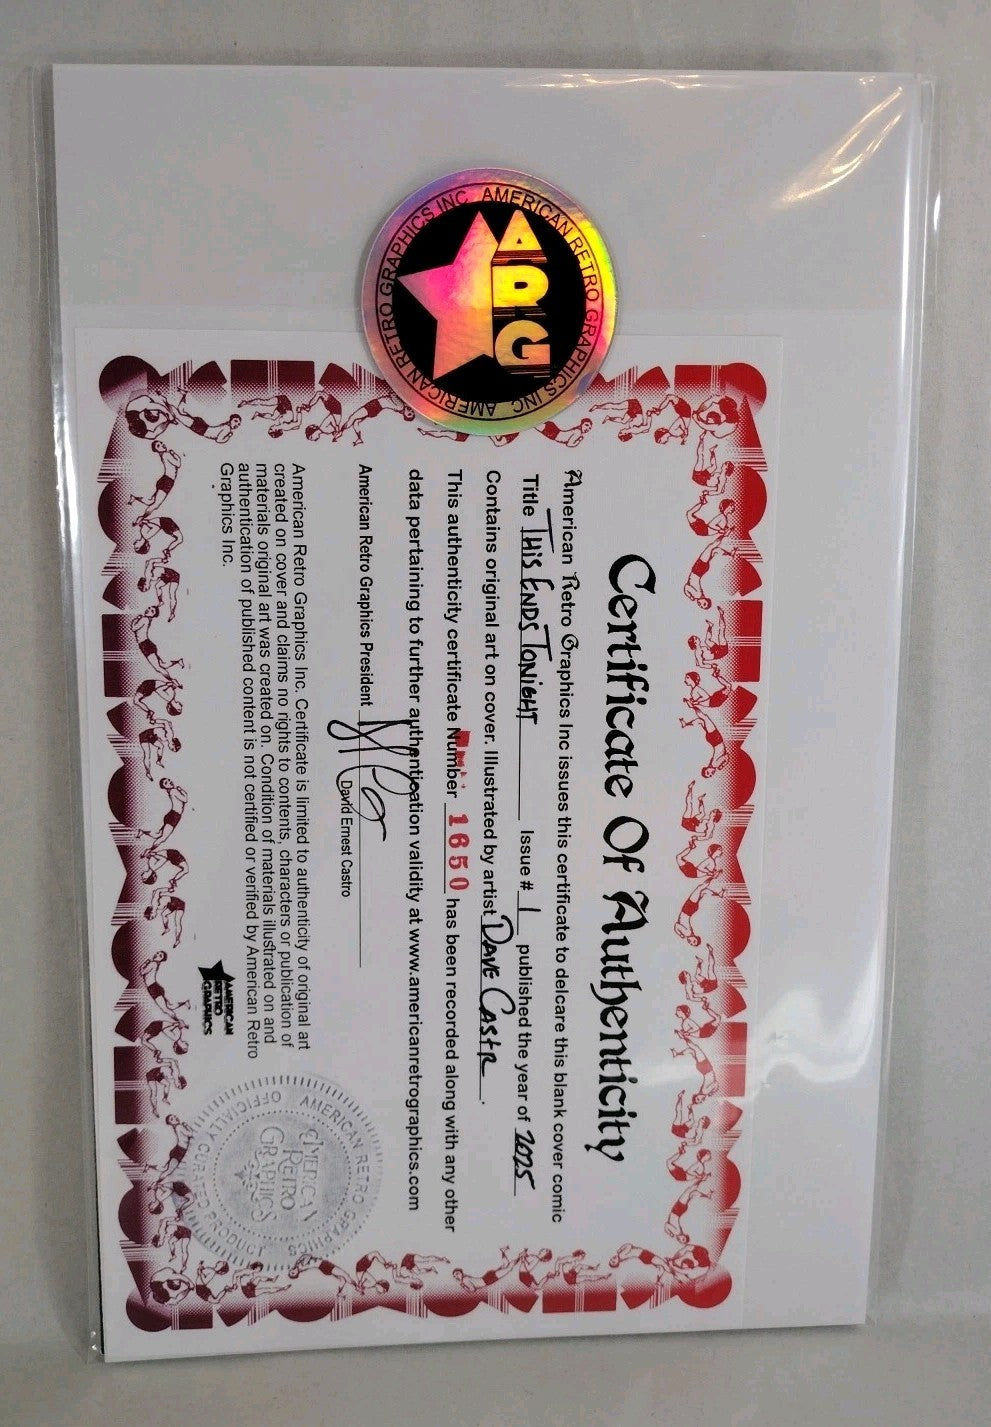 AMERICAN RETRO GRAPHICS INC. AMERICAN RETRO GRAPHICS INC.
ARG
Certificate Of Authenticity
American Retro Graphics Inc issues this certificate to delcare this blank cover comic
Title THIS ENDS TONIGHT Issue # 1 published the year of 2025
Contains original art on cover. Illustrated by artist DAVE CASTR.
This authenticity certificate Number 1650 has been recorded along with any other
data pertaining to further authentication validity at www.americanretrographics.com
American Retro Graphics President
David Ernest Castro
American Retro Graphics Inc. Certificate is limited to authenticity of original art
created on cover and claims no rights to contents, characters or publication of
materials original art was created on. Condition of materials illustrated on and
authentication of published content is not certified or verified by American Retro
Graphics Inc.
AMERICAN
RETRO
GRAPHICS
AMERICAN RETRO GRAPHICS
OFFICIALLY CURATED PRODUCT
AMERICAN
RETRO
GRAPHICS